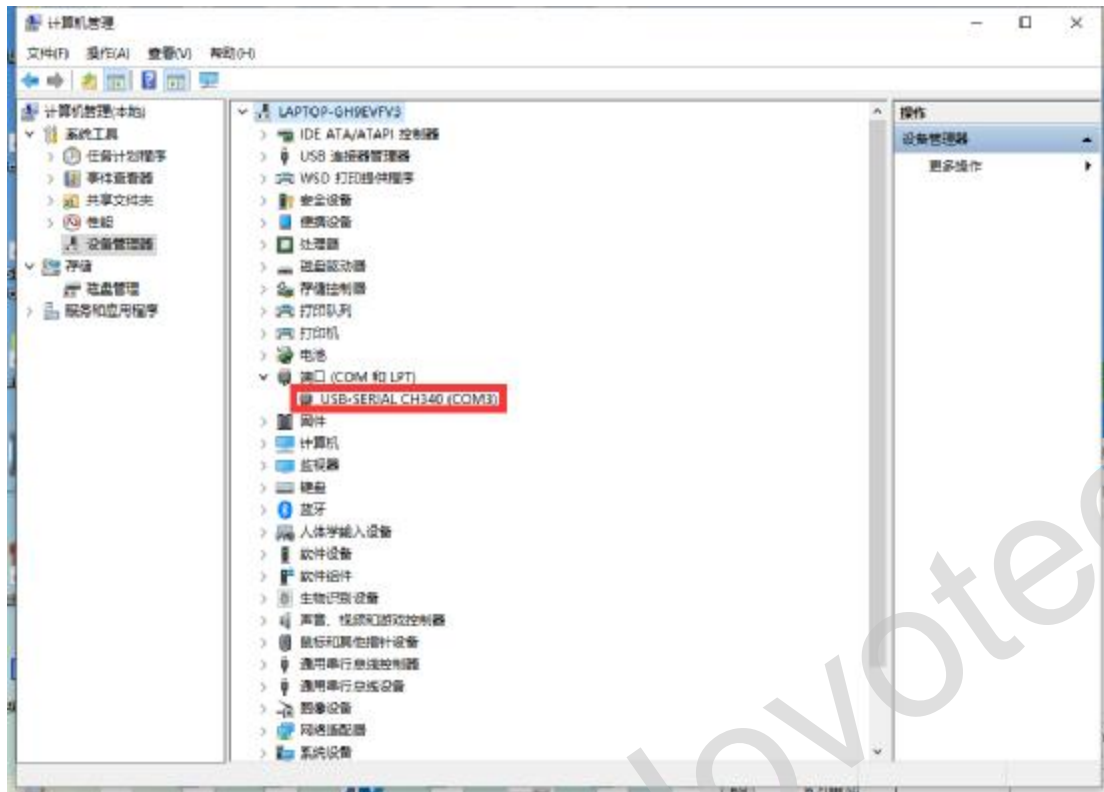 计算机管理
文件(F) 操作(A) 查看(V) 帮助(H)
计算机管理(本地)
系统工具
任务计划程序
事件查看器
共享文件夹
性能
设备管理器
存储
磁盘管理
服务和应用程序
LAPTOP-GH9EVFV3
IDE ATA/ATAPI 控制器
USB 连接器管理器
WSD 打印提供程序
安全设备
便携设备
处理器
磁盘驱动器
存储控制器
打印队列
打印机
电池
端口 (COM 和 LPT)
USB-SERIAL CH340 (COM3)
固件
计算机
监视器
键盘
蓝牙
人体学输入设备
软件设备
软件组件
生物识别设备
声音、视频和游戏控制器
鼠标和其他指针设备
通用串行总线控制器
通用串行总线设备
图像设备
网络适配器
系统设备
操作
设备管理器
更多操作